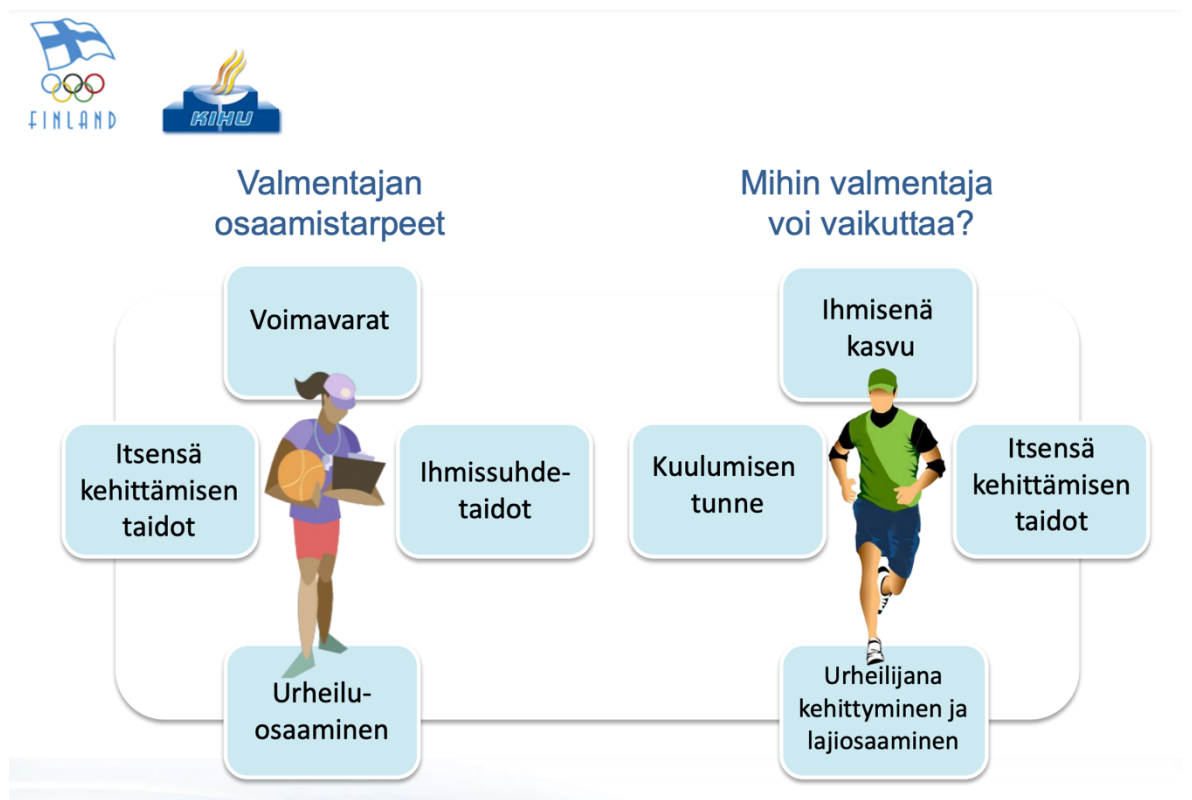 FINLAND
KIHU
Valmentajan
osaamistarpeet
Voimavarat
Itsensä
kehittämisen
taidot
Ihmissuhde-
taidot
Urheilu-
osaaminen
Mihin valmentaja
voi vaikuttaa?
Ihmisenä
kasvu
Kuulumisen
tunne
Itsensä
kehittämisen
taidot
Urheilijana
kehittyminen ja
lajiosaaminen